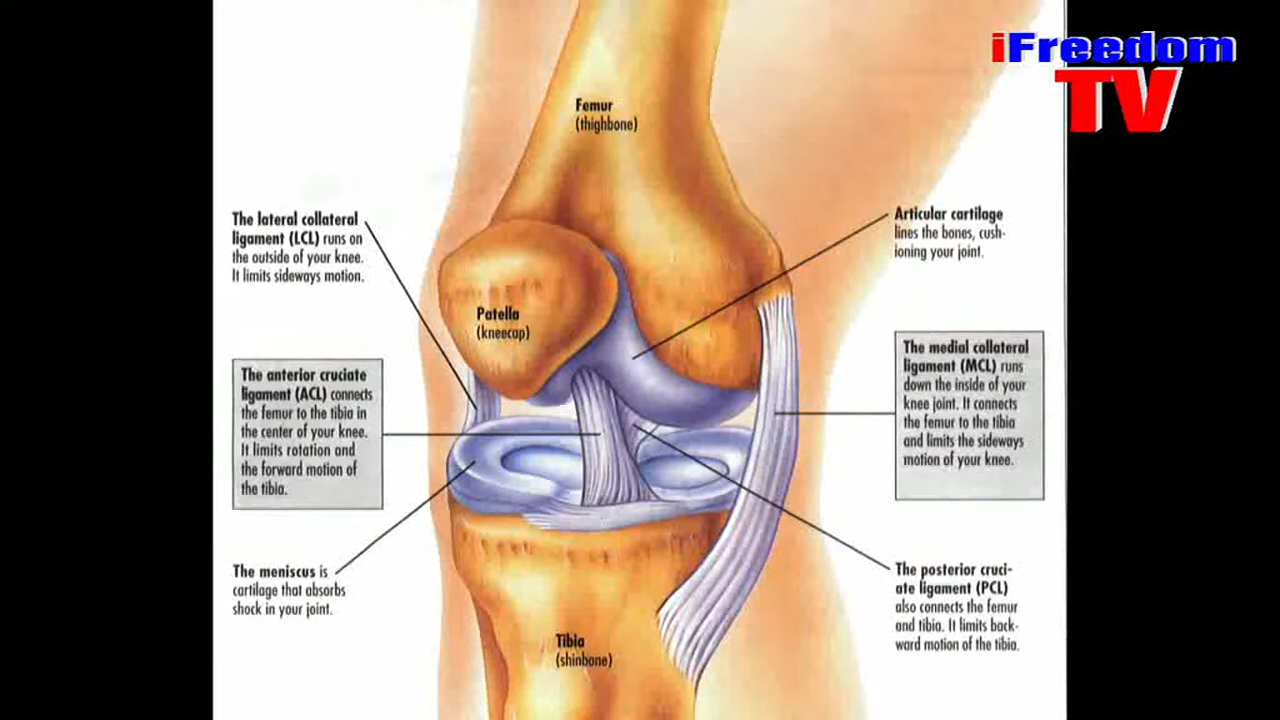 iFreedom
TV
Femur
(thighbone)
The lateral collateral
ligament (LCL) runs on
the outside of your knee.
It limits sideways motion.
Articular cartilage
lines the bones, cush-
ioning your joint.
Patella
(kneecap)
The anterior cruciate
ligament (ACL) connects
the femur to the tibia in
the center of your knee.
It limits rotation and
the forward motion of
the tibia.
The medial collateral
ligament (MCL) runs
down the inside of your
knee joint. It connects
the femur to the tibia
and limits the sideways
motion of your knee.
The meniscus is
cartilage that absorbs
shock in your joint.
The posterior cruci-
ate ligament (PCL)
also connects the femur
and tibia. It limits back-
ward motion of the tibia.
Tibia
(shinbone)